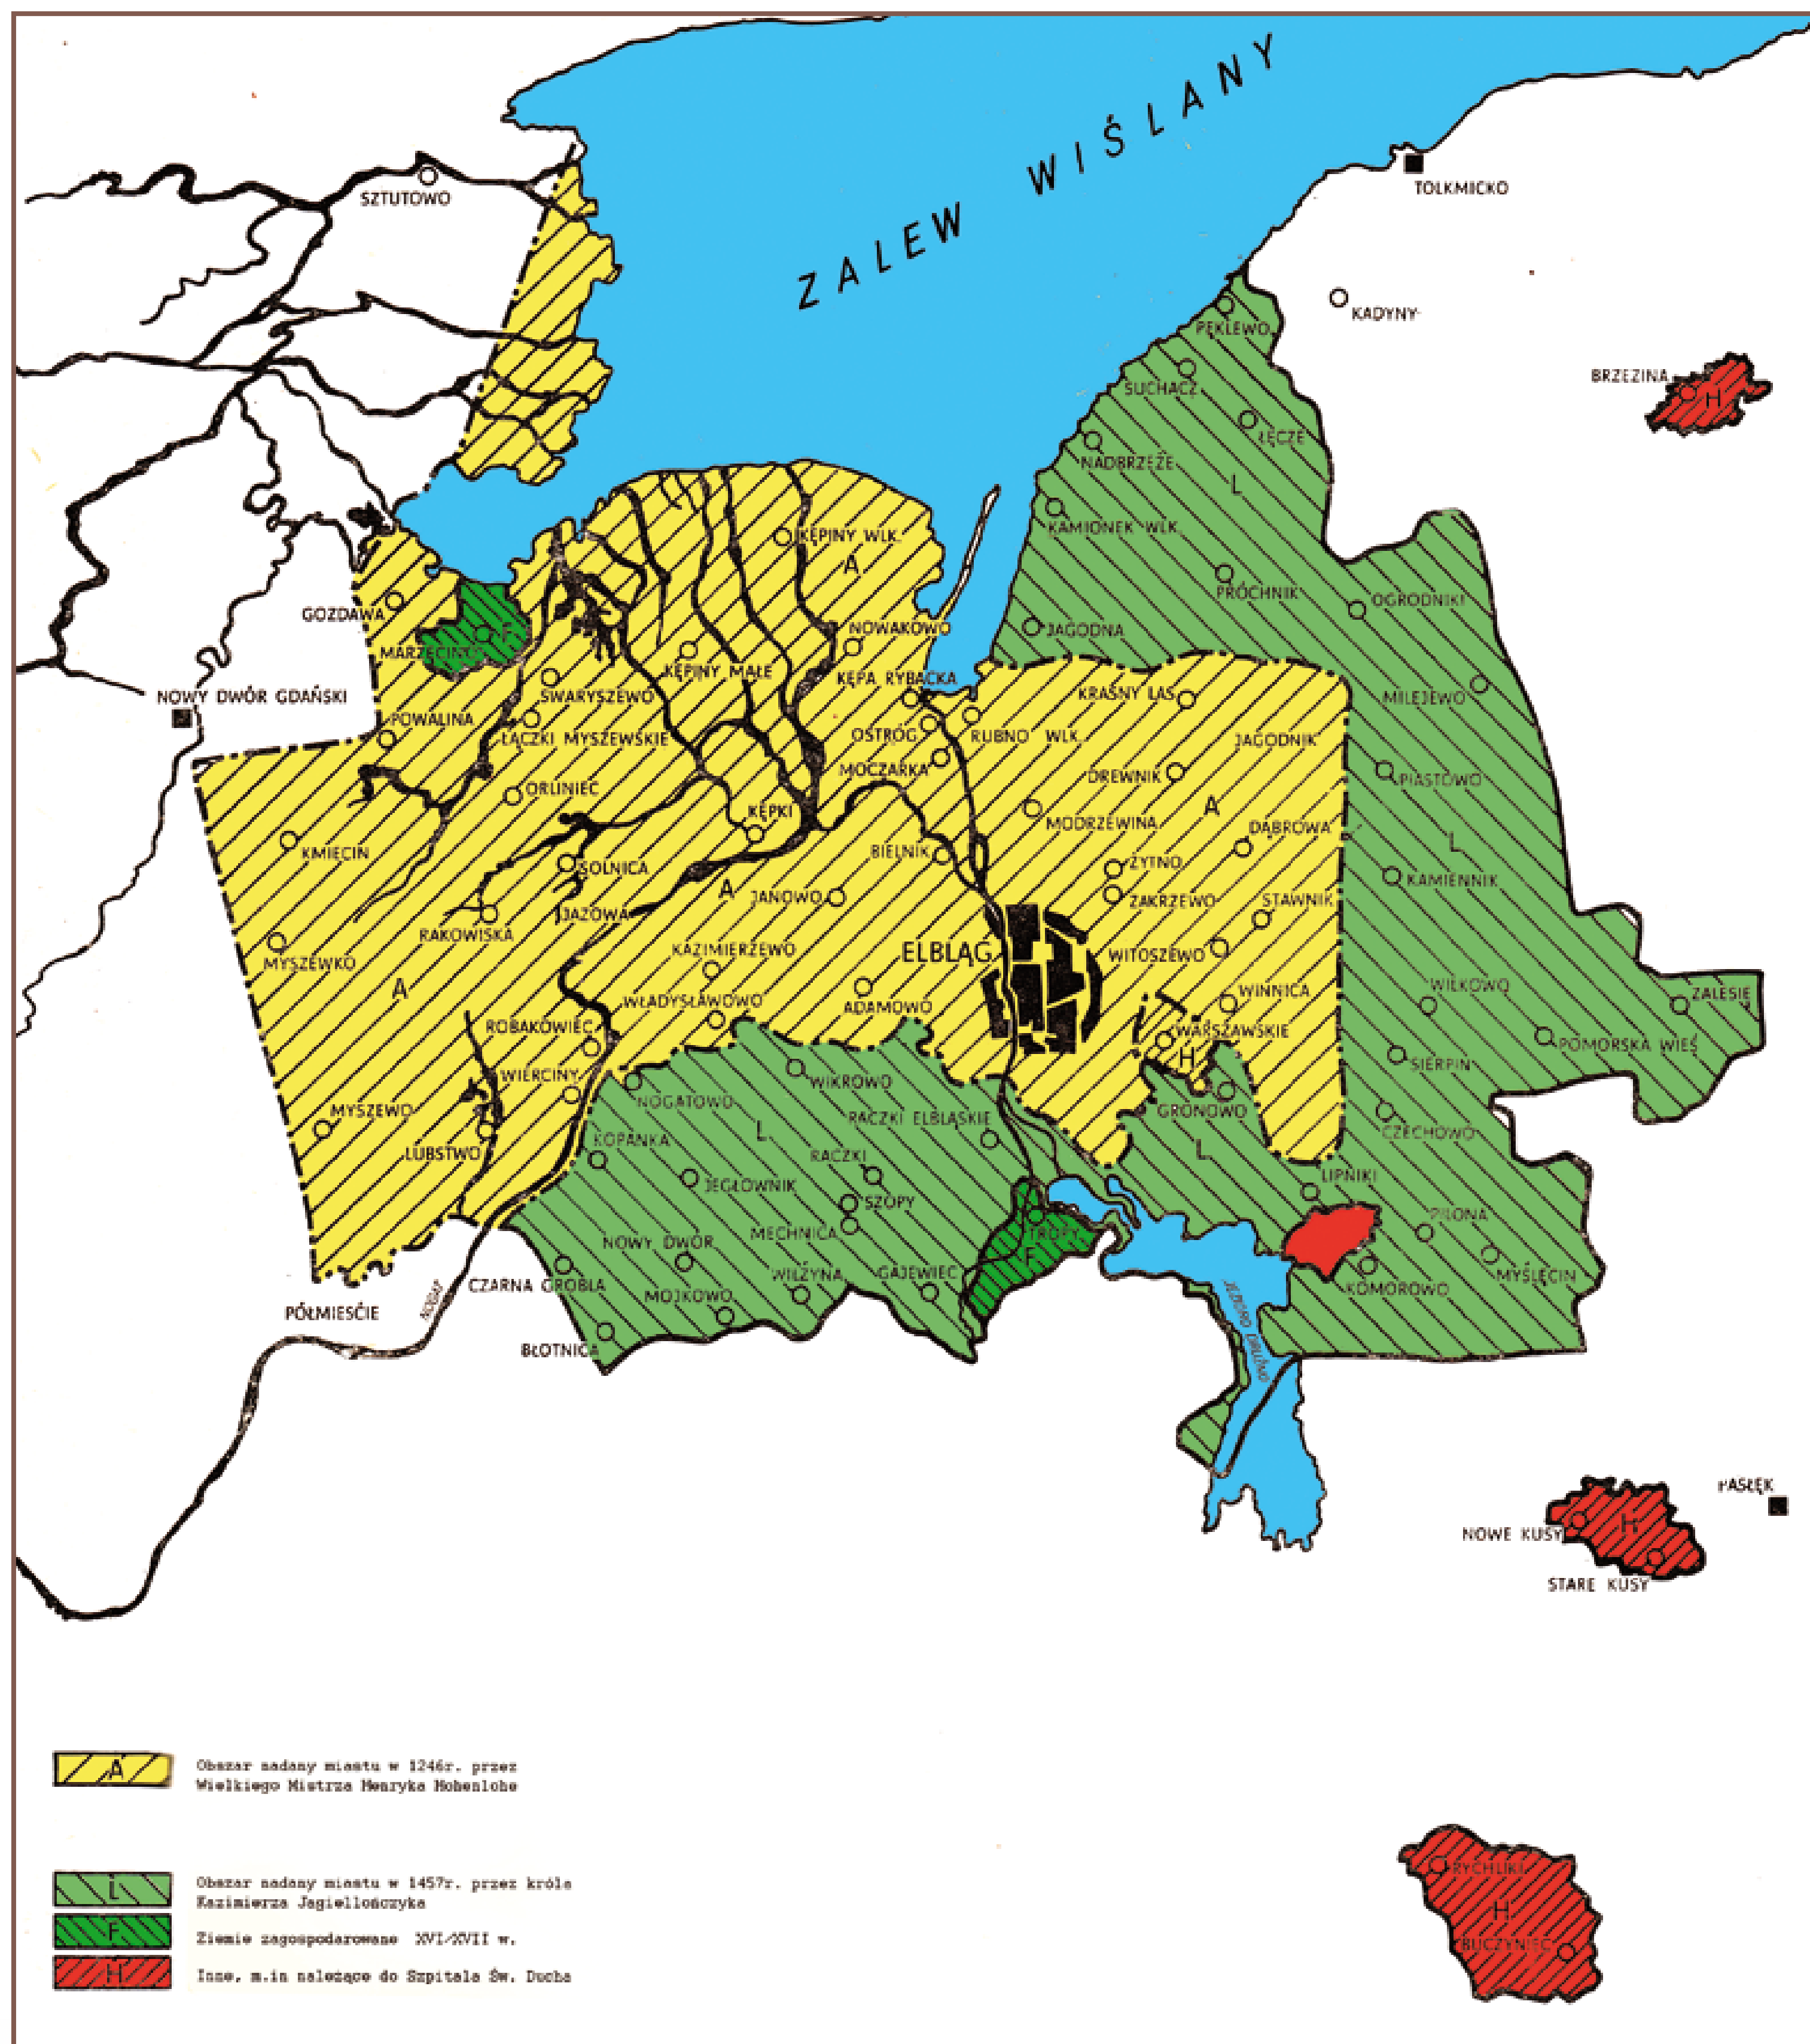 ZALEW WIŚLANY
SZTUTOWO
TOLKMICKO
KADYNY
PĘKLEWO
BRZEZINA
H
SUCHACZ
ŁĘCZE
NADBRZEŻE
L
KAMIONEK WLK.
KĘPINY WLK.
A
PRÓCHNIK
OGRODNIKI
GOZDAWA
F
MARZĘCINO
NOWAKOWO
JAGODNA
KĘPINY MAŁE
KĘPA RYBACKA
NOWY DWÓR GDAŃSKI
SWARYSZEWO
KRAŚNY LAS
MILEJEWO
POWALINA
ŁĄCZKI MYSZEWSKIE
OSTRÓG
RUBNO WLK.
JAGODNIK
MOCZARKA
DREWNIK
PIASTOWO
ORLINIEC
A
KĘPKI
MODRZEWINA
DĄBROWA
L
KMIECIN
BIELNIK
ŻYTNO
SOLNICA
KAMIENNIK
A
JANOWO
ZAKRZEWO
STAWNIK
JAZOWA
RAKOWISKA
KAZIMIERZEWO
ELBLĄG
WITOSZEWO
MYSZEWKO
A
WŁADYSŁAWOWO
ADAMOWO
WINNICA
WILKOWO
ZALESIE
ROBAKOWIEC
WARSZAWSKIE
H
POMORSKA WIEŚ
SIERPIN
WIERCINY
WIKROWO
NOGATOWO
MYSZEWO
GRONOWO
RACZKI ELBLĄSKIE
CZECHOWO
KOPANKA
L
LUBSTWO
RACZKI
L
LIPNIKI
JEGŁOWNIK
SZOPY
PILONA
MECHNICA
TROPY
NOWY DWÓR
F
WILŻYNA
GAJEWIEC
MYŚLĘCIN
CZARNA GROBLA
MOJKOWO
KOMOROWO
PÓŁMIEŚCIE
NOGAT
JEZIORO DRUŻNO
BŁOTNICA
PASŁĘK
NOWE KUSY
H
STARE KUSY
A
Obszar nadany miastu w 1246r. przez
Wielkiego Mistrza Henryka Hohenlohe
RYCHLIKI
L
Obszar nadany miastu w 1457r. przez króla
Kazimierza Jagiellończyka
H
F
Ziemie zagospodarowane XVI/XVII w.
BUCZYNIEC
H
Inne, m.in należące do Szpitala Św. Ducha